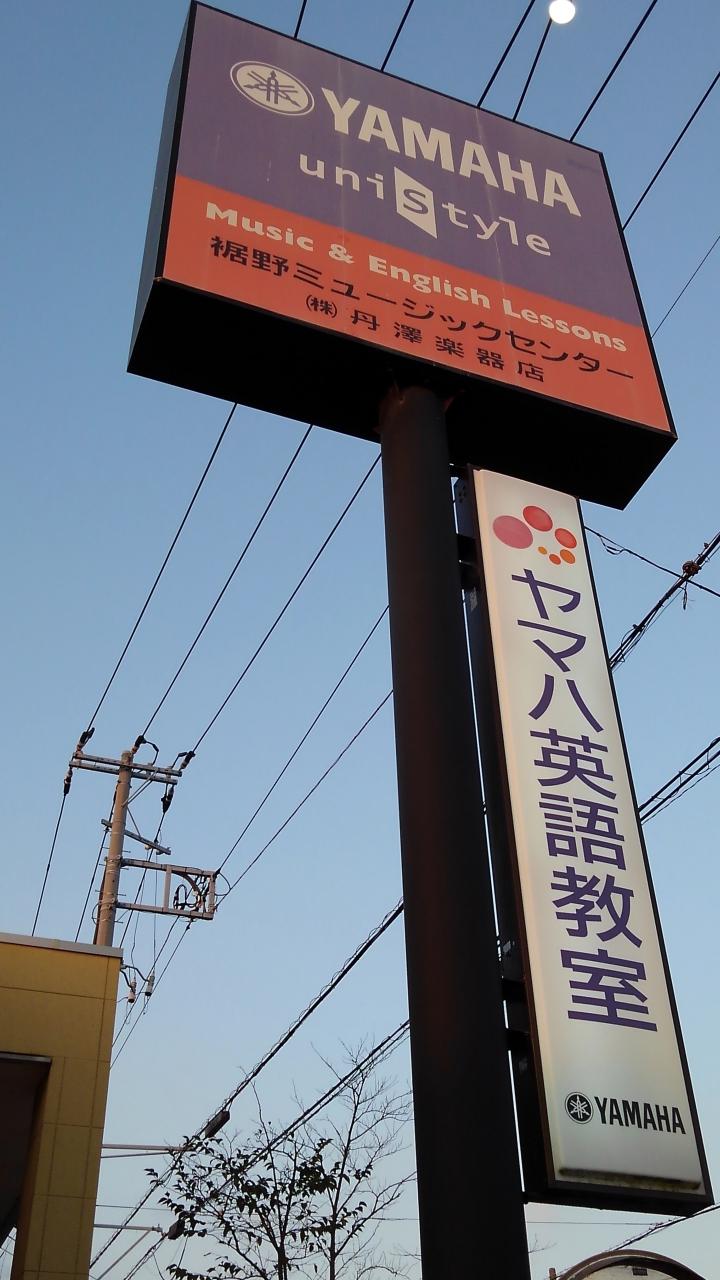 YAMAHA
unistyle
Music & English Lessons
裾野ミュージックセンター
㈱丹澤楽器店
ヤマハ英語教室
YAMAHA